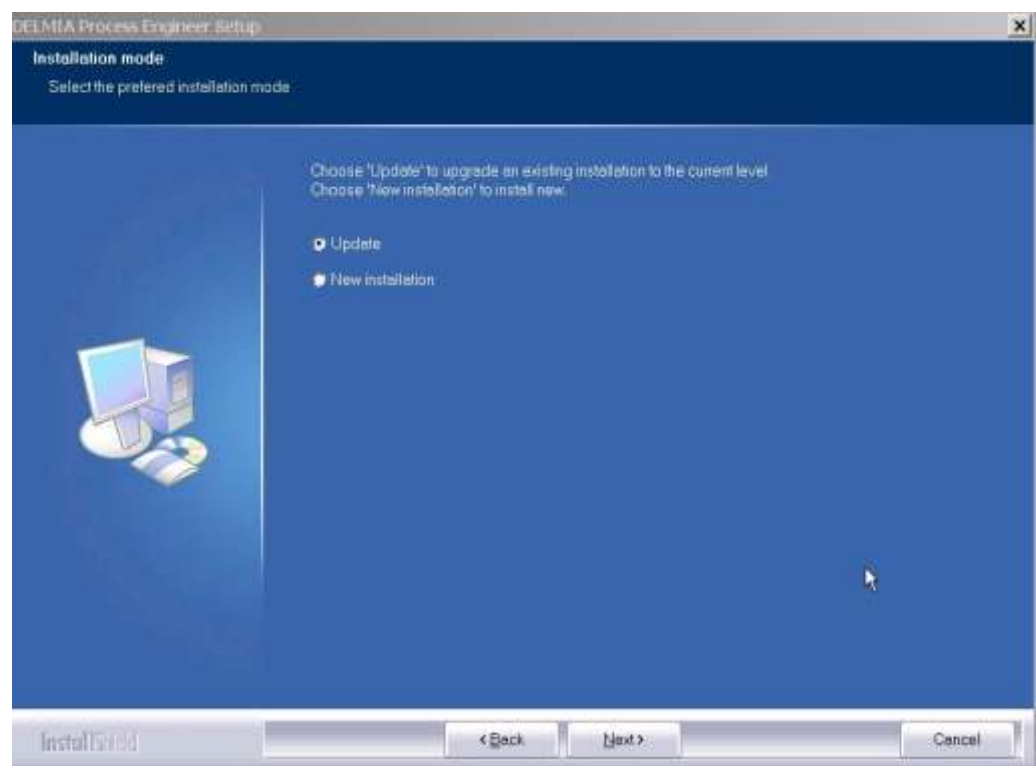 DELMIA Process Engineer Setup
Installation mode
Select the prefered installation mode
Choose 'Update' to upgrade an existing installation to the current level.
Choose 'New installation' to install new.
Update
New installation
InstallShield
< Back
Next >
Cancel